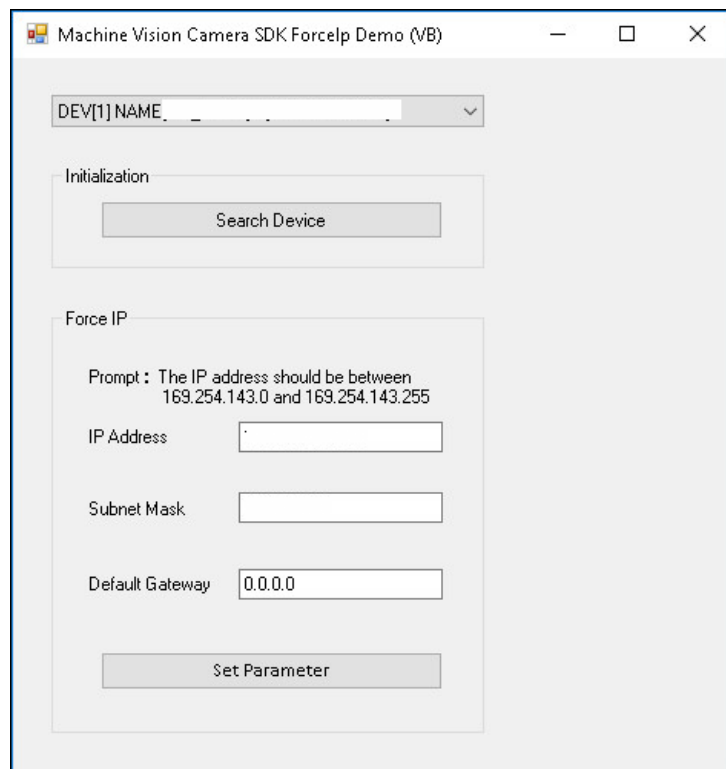 Machine Vision Camera SDK ForceIp Demo (VB)
DEV[1] NAME
Initialization
Search Device
Force IP
Prompt : The IP address should be between
169.254.143.0 and 169.254.143.255
IP Address
Subnet Mask
Default Gateway 0.0.0.0
Set Parameter